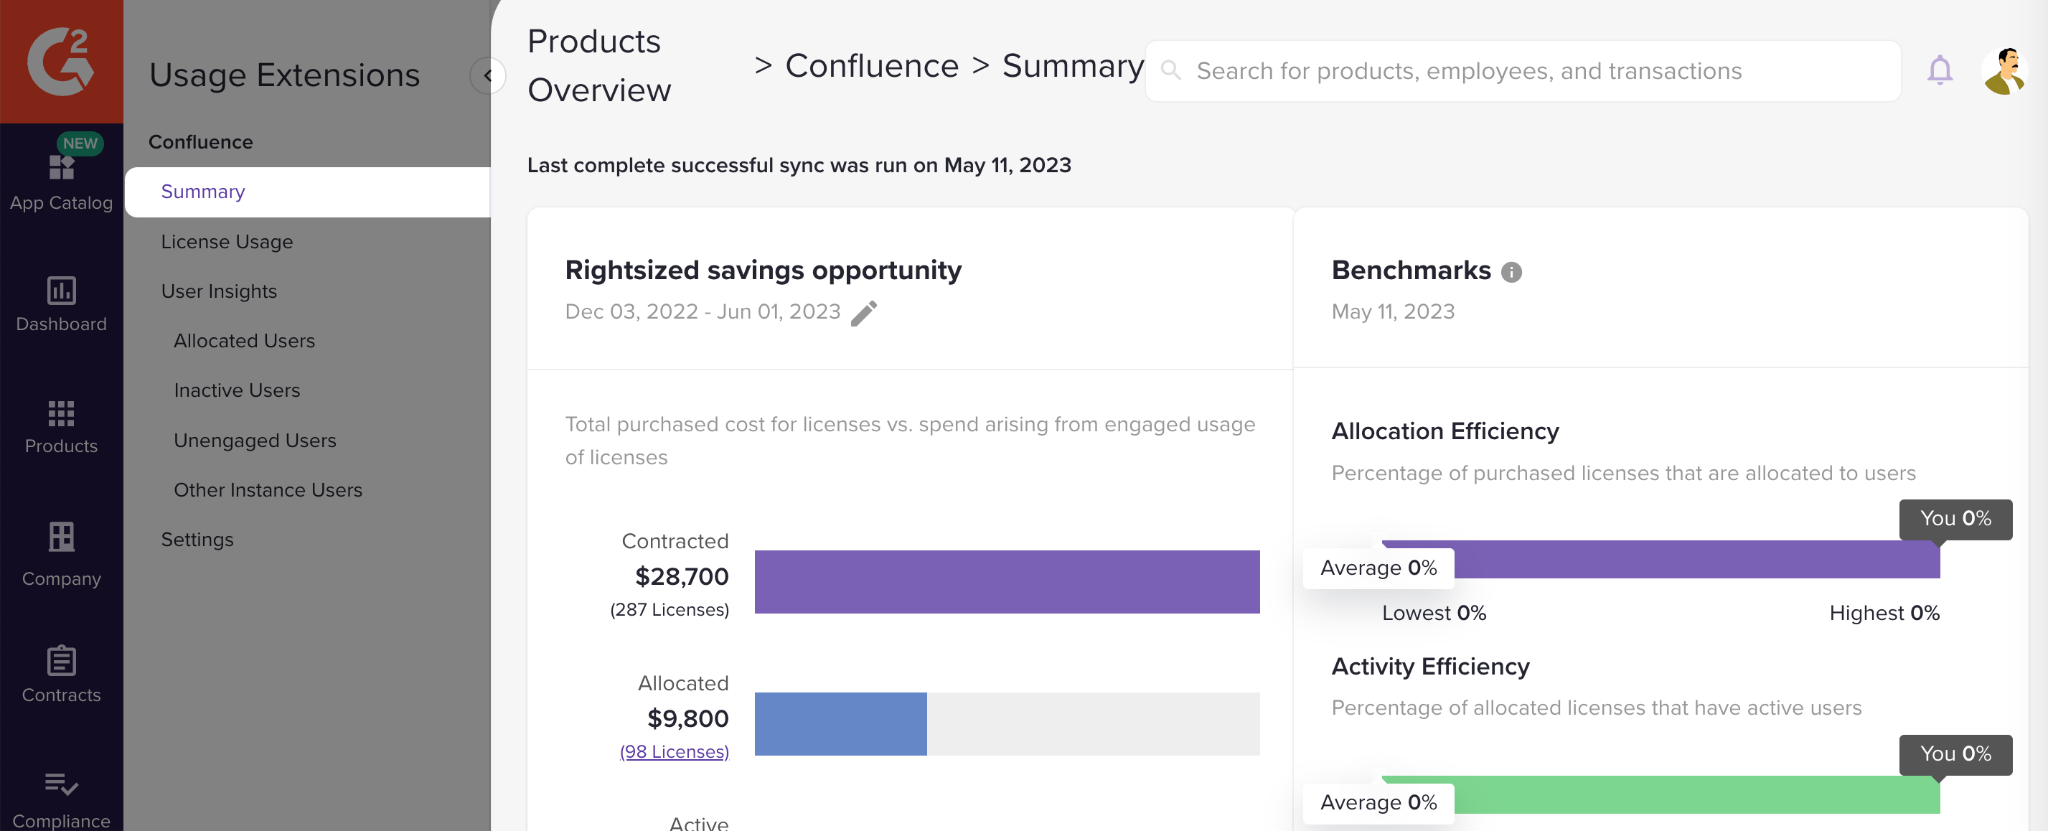 G2
NEW
App Catalog
Dashboard
Products
Company
Contracts
Compliance
Usage Extensions
Confluence
Summary
License Usage
User Insights
Allocated Users
Inactive Users
Unengaged Users
Other Instance Users
Settings
Products
Overview
> Confluence > Summary
Search for products, employees, and transactions
Last complete successful sync was run on May 11, 2023
Rightsized savings opportunity
Dec 03, 2022 - Jun 01, 2023
Total purchased cost for licenses vs. spend arising from engaged usage
of licenses
Contracted
$28,700
(287 Licenses)
Allocated
$9,800
(98 Licenses)
Active
Benchmarks
May 11, 2023
Allocation Efficiency
Percentage of purchased licenses that are allocated to users
You 0%
Average 0%
Lowest 0%
Highest 0%
Activity Efficiency
Percentage of allocated licenses that have active users
You 0%
Average 0%